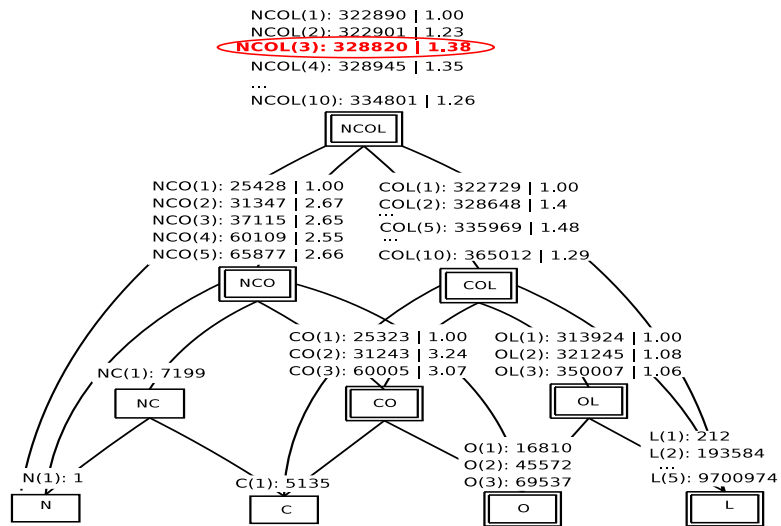 NCOL(1): 322890 | 1.00
NCOL(2): 322901 | 1.23
NCOL(3): 328820 | 1.38
NCOL(4): 328945 | 1.35
...
NCOL(10): 334801 | 1.26
NCOL
NCO(1): 25428 | 1.00
NCO(2): 31347 | 2.67
NCO(3): 37115 | 2.65
NCO(4): 60109 | 2.55
NCO(5): 65877 | 2.66
COL(1): 322729 | 1.00
COL(2): 328648 | 1.4
...
COL(5): 335969 | 1.48
...
COL(10): 365012 | 1.29
NCO
COL
NC(1): 7199
CO(1): 25323 | 1.00
CO(2): 31243 | 3.24
CO(3): 60005 | 3.07
OL(1): 313924 | 1.00
OL(2): 321245 | 1.08
OL(3): 350007 | 1.06
NC
CO
OL
N(1): 1
C(1): 5135
O(1): 16810
O(2): 45572
O(3): 69537
L(1): 212
L(2): 193584
...
L(5): 9700974
N
C
O
L